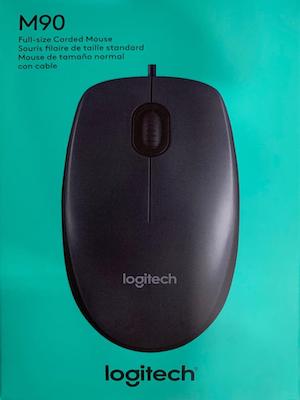 M90
Full-size Corded Mouse
Souris filaire de taille standard
Mouse de tamaño normal
con cable
logitech
logitech